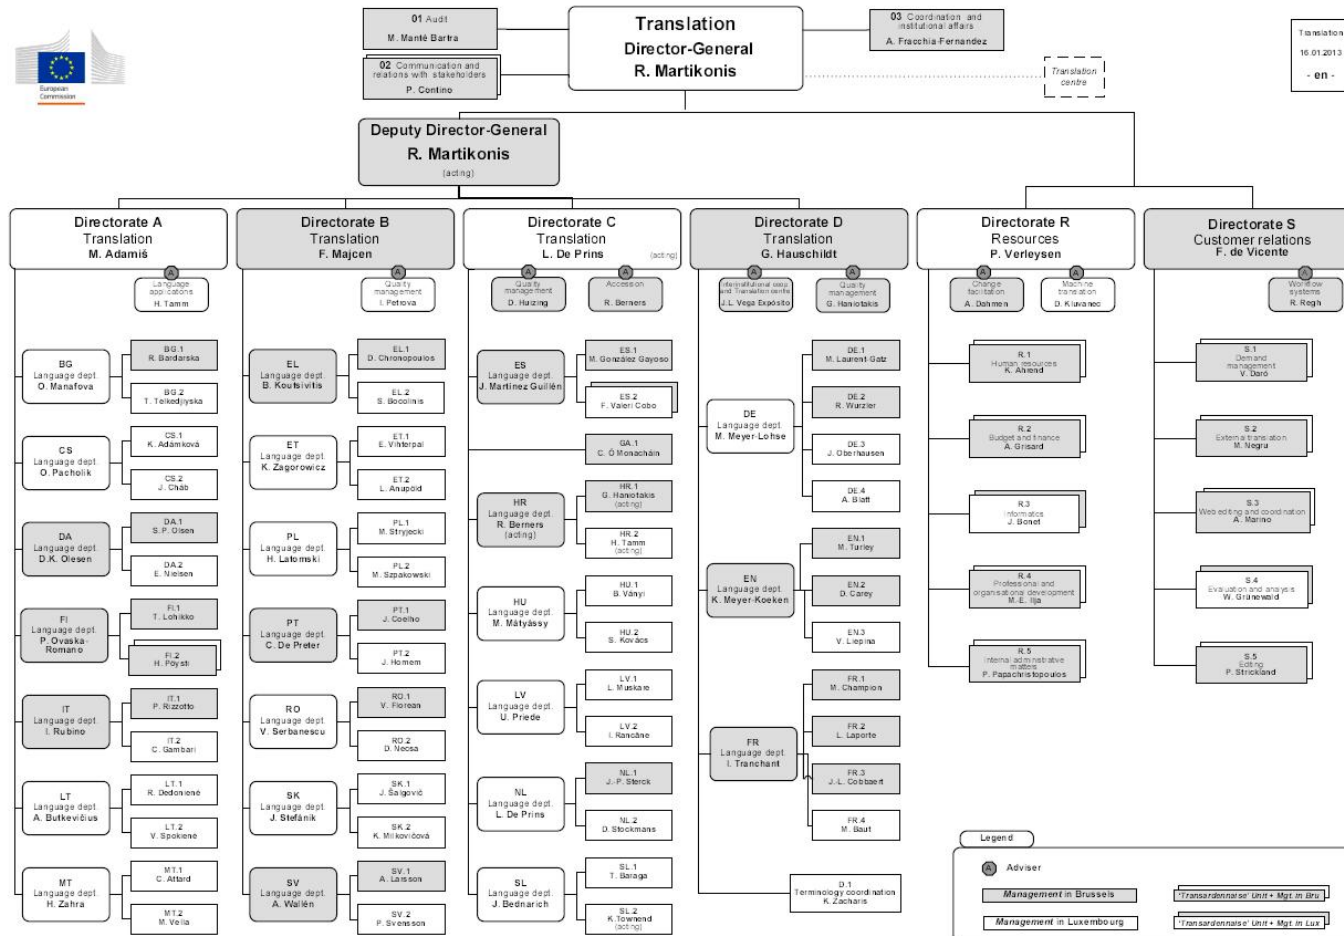 European
Commission
01 Audit
M. Manté Bartra
02 Communication and
relations with stakeholders
P. Contino
Translation
Director-General
R. Martikonis
03 Coordination and
institutional affairs
A. Fracchia-Fernandez
Translation
centre
Translation
16.01.2013
- en -
Deputy Director-General
R. Martikonis
(acting)
Directorate A
Translation
M. Adamiš
A
Language
applications
H. Tamm
BG
Language dept.
O. Manafova
BG.1
R. Bardarska
BG.2
T. Telkedjiyska
CS
Language dept.
O. Pacholik
CS.1
K. Adámková
CS.2
J. Cháb
DA
Language dept.
D.K. Olesen
DA.1
S.P. Olsen
DA.2
E. Nielsen
FI
Language dept.
P. Ovaska-
Romano
FI.1
T. Lohikko
FI.2
H. Pöysti
IT
Language dept.
I. Rubino
IT.1
P. Rizzotto
IT.2
C. Gambari
LT
Language dept.
A. Butkevičius
LT.1
R. Dedonienė
LT.2
V. Spokienė
MT
Language dept.
H. Zahra
MT.1
C. Attard
MT.2
M. Vella
Directorate B
Translation
F. Majcen
A
Quality
management
I. Petrova
EL
Language dept.
B. Koutsivitis
EL.1
D. Chronopoulos
EL.2
S. Bocolinis
ET
Language dept.
K. Zagorowicz
ET.1
E. Vihterpal
ET.2
L. Anupöld
PL
Language dept.
H. Latomski
PL.1
M. Stryjecki
PL.2
M. Szpakowski
PT
Language dept.
C. De Preter
PT.1
J. Coelho
PT.2
J. Homem
RO
Language dept.
V. Serbanescu
RO.1
V. Florean
RO.2
D. Necsa
SK
Language dept.
J. Štefánik
SK.1
J. Šalgovič
SK.2
K. Milkovičová
SV
Language dept.
A. Wallén
SV.1
A. Larsson
SV.2
P. Svensson
Directorate C
Translation
L. De Prins
(acting)
A
Quality
management
D. Huizing
A
Accession
R. Berners
ES
Language dept.
J. Martinez Guillén
ES.1
M. González Gayoso
ES.2
F. Valeri Cobo
GA.1
C. Ó Monacháin
HR
Language dept.
R. Berners
(acting)
HR.1
G. Haniotakis
(acting)
HR.2
H. Tamm
(acting)
HU
Language dept.
M. Mátyássy
HU.1
B. Ványi
HU.2
S. Kovács
LV
Language dept.
U. Priede
LV.1
L. Muskare
LV.2
I. Rancāne
NL
Language dept.
L. De Prins
NL.1
J.-P. Sterck
NL.2
D. Stockmans
SL
Language dept.
J. Bednarich
SL.1
T. Baraga
SL.2
K. Townend
(acting)
Directorate D
Translation
G. Hauschildt
A
Interinstitutional coop.
and Translation centre
J.L. Vega Expósito
A
Quality
management
G. Haniotakis
DE
Language dept.
M. Meyer-Lohse
DE.1
M. Laurent-Gatz
DE.2
R. Wurzler
DE.3
J. Oberhausen
DE.4
A. Blatt
EN
Language dept.
K. Meyer-Koeken
EN.1
M. Turley
EN.2
D. Carey
EN.3
V. Liepina
FR
Language dept.
I. Tranchant
FR.1
M. Champion
FR.2
L. Laporte
FR.3
J.-L. Cobbaert
FR.4
M. Baut
D.1
Terminology coordination
K. Zacharis
Directorate R
Resources
P. Verleysen
A
Change
facilitation
A. Dahmen
A
Machine
translation
D. Kluvanec
R.1
Human resources
K. Ahrend
R.2
Budget and finance
A. Grisard
R.3
Informatics
J. Bonet
R.4
Professional and
organisational development
M.-E. Ilja
R.5
Internal administrative
matters
P. Papachristopoulos
Directorate S
Customer relations
F. de Vicente
A
Workflow
systems
R. Regh
S.1
Demand
management
V. Daró
S.2
External translation
M. Negru
S.3
Web editing and coordination
A. Marino
S.4
Evaluation and analysis
W. Grünewald
S.5
Editing
P. Strickland
Legend
A Adviser
Management in Brussels
'Transardennaise' Unit + Mgt. in Bru
Management in Luxembourg
'Transardennaise' Unit + Mgt. in Lux